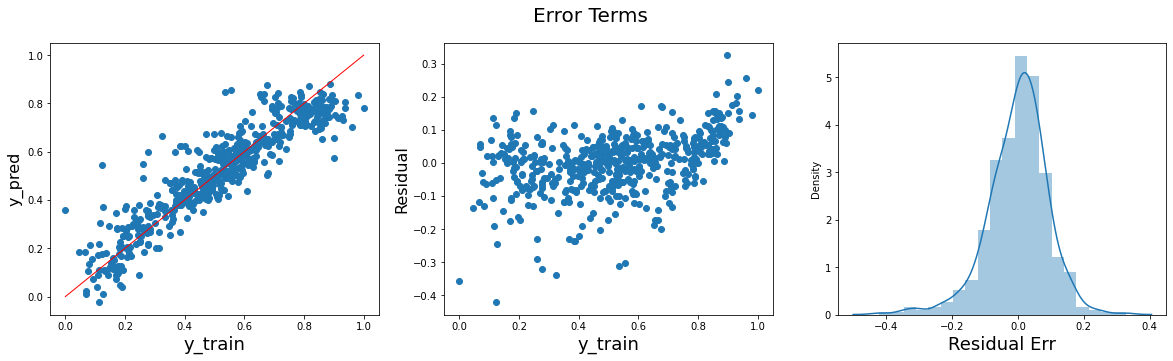 Error Terms
1.0
0.8
0.6
0.4
0.2
0.0
y_pred
0.0 0.2 0.4 0.6 0.8 1.0
y_train
0.3
0.2
0.1
0.0
−0.1
−0.2
−0.3
−0.4
Residual
0.0 0.2 0.4 0.6 0.8 1.0
y_train
5
4
3
2
1
0
Density
−0.4 −0.2 0.0 0.2 0.4
Residual Err